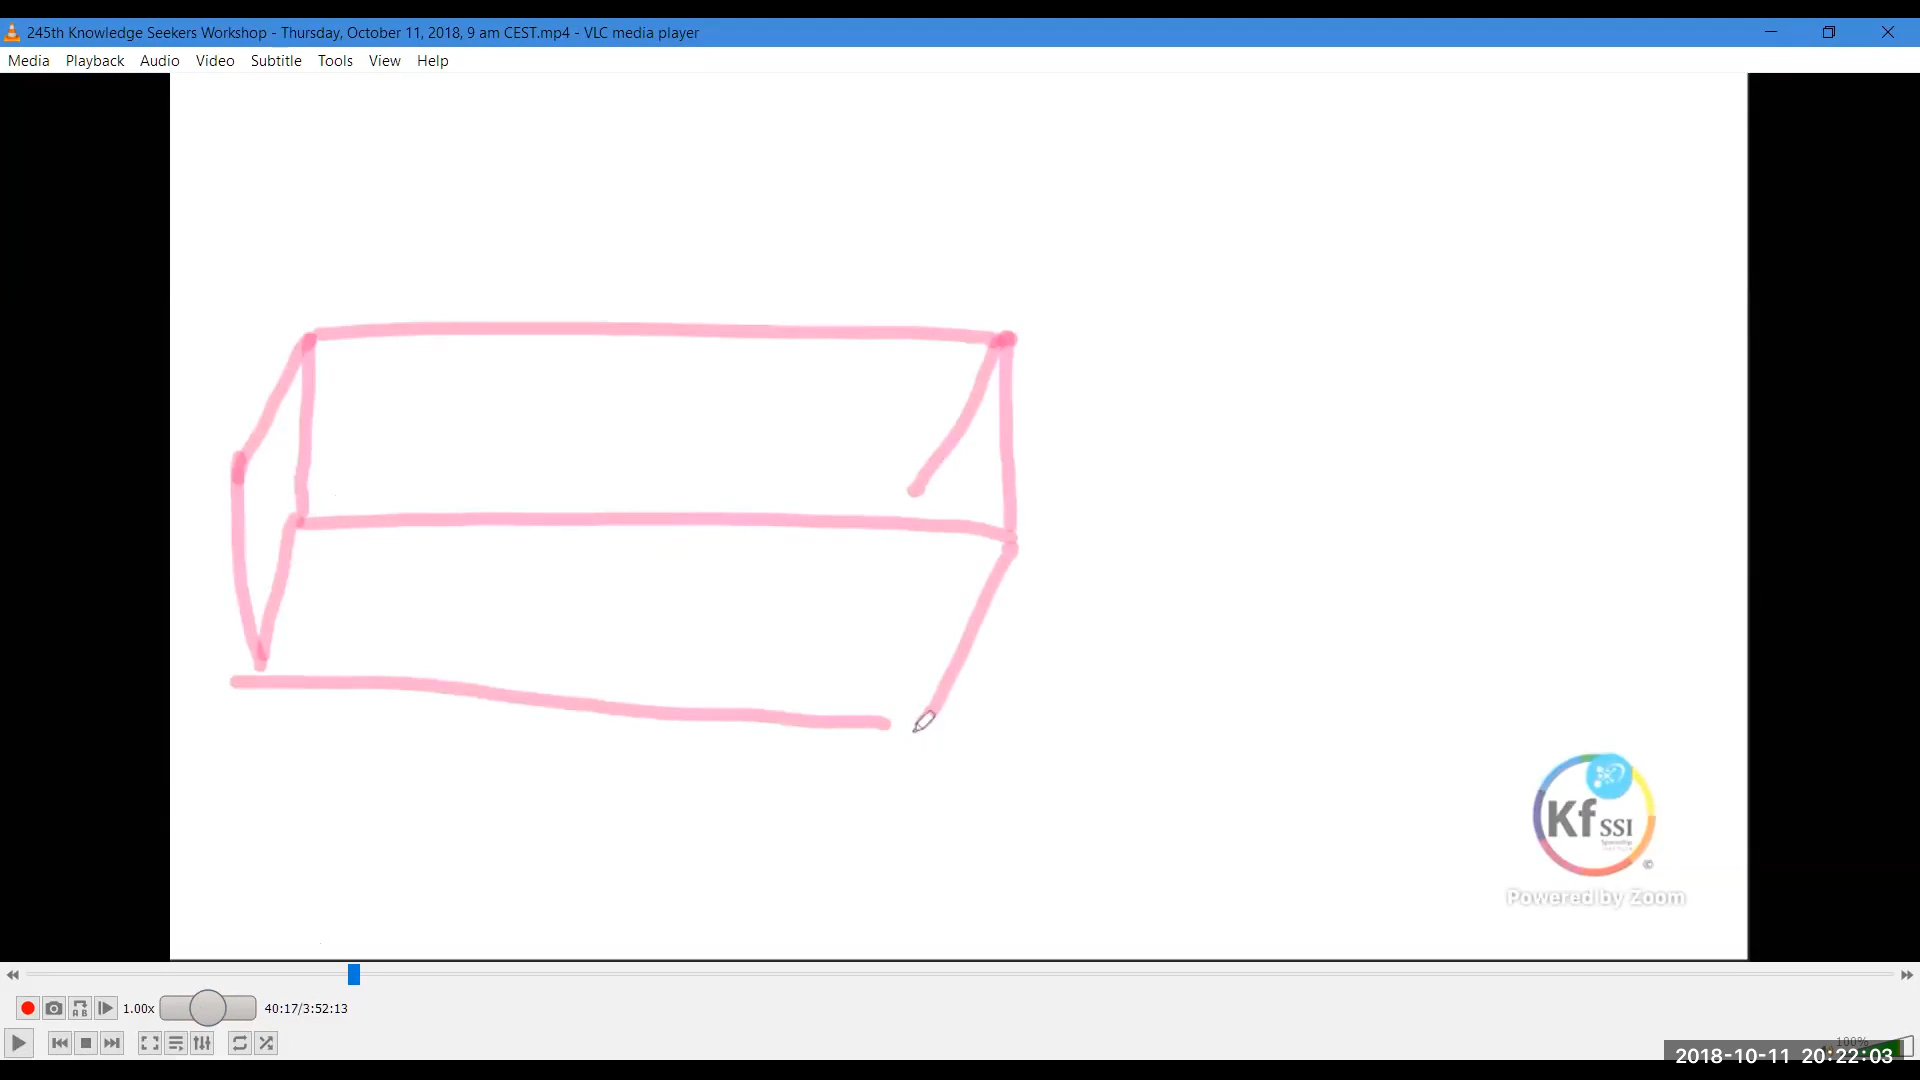 245th Knowledge Seekers Workshop - Thursday, October 11, 2018, 9 am CEST.mp4 - VLC media player
Media Playback Audio Video Subtitle Tools View Help
Kf SSI
©
Powered by Zoom
1.00x 40:17/3:52:13
100%
2018-10-11 20:22:03